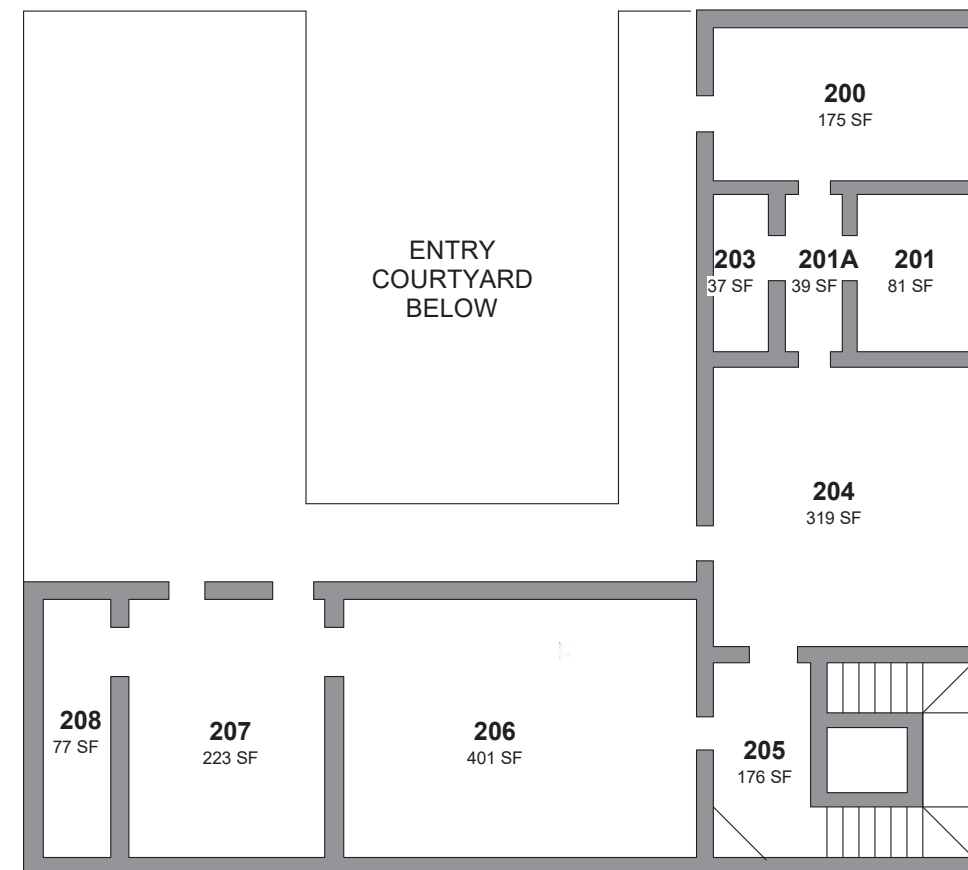 200
175 SF
ENTRY
COURTYARD
BELOW
203
37 SF
201A
39 SF
201
81 SF
204
319 SF
208
77 SF
207
223 SF
206
401 SF
205
176 SF